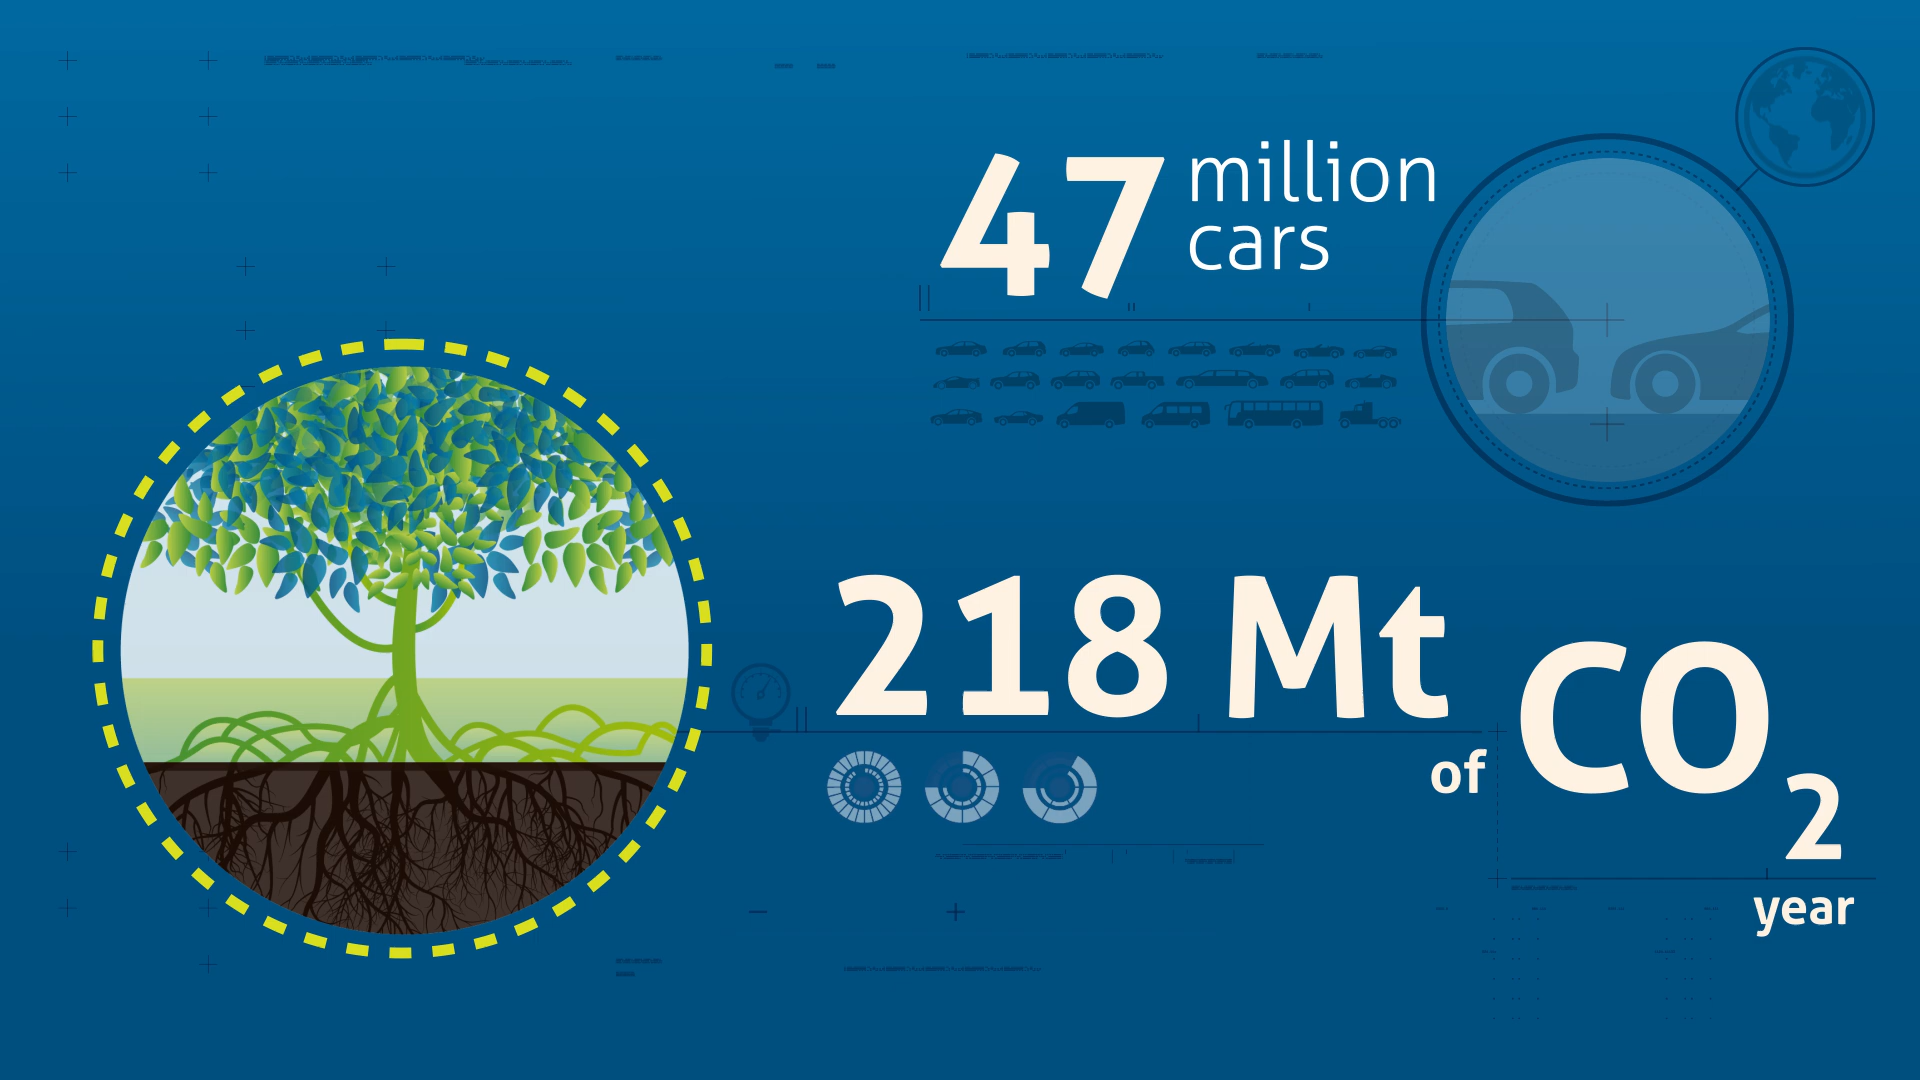 47 million
cars
218 Mt
of CO₂
year